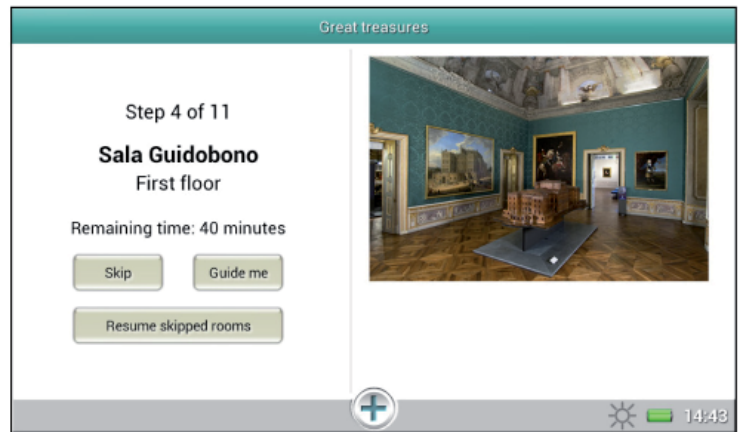 Great treasures
Step 4 of 11
Sala Guidobono
First floor
Remaining time: 40 minutes
Skip
Guide me
Resume skipped rooms
14:43